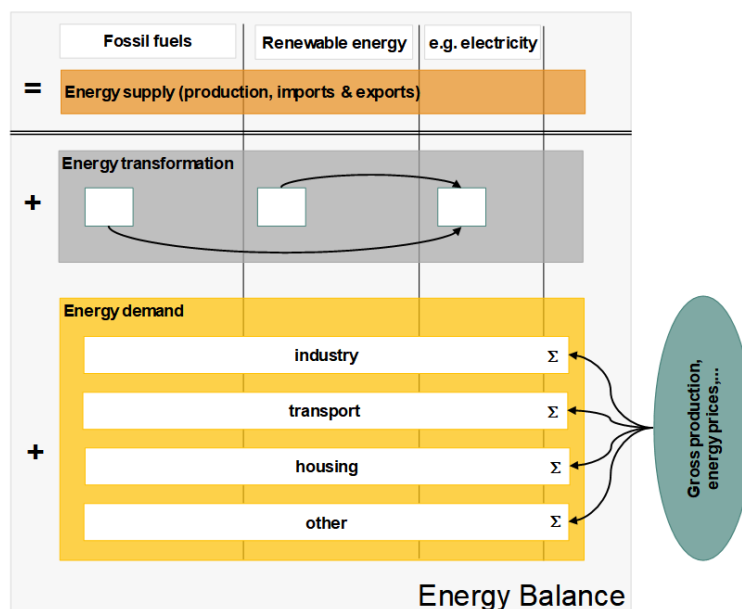 Fossil fuels
Renewable energy
e.g. electricity
=
Energy supply (production, imports & exports)
Energy transformation
+
Energy demand
industry Σ
transport Σ
housing Σ
+
other Σ
Gross production,
energy prices,...
Energy Balance